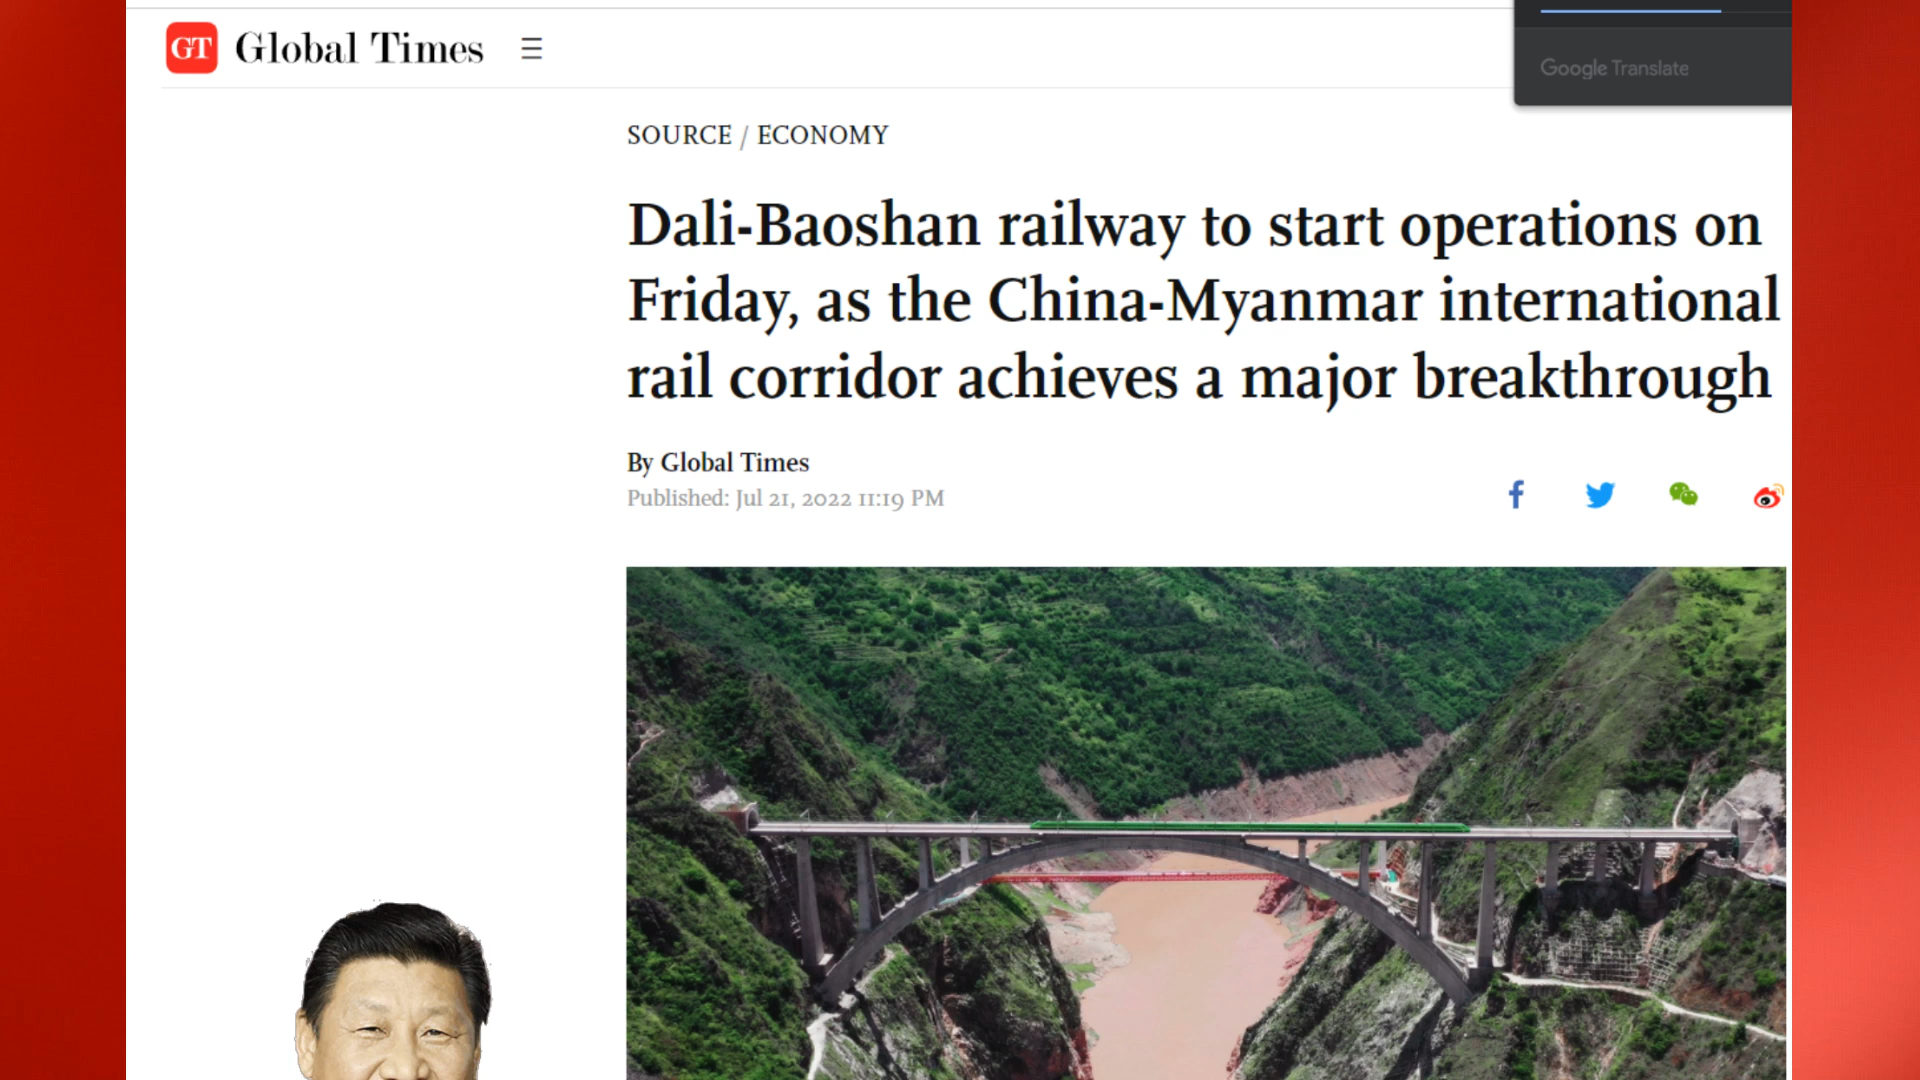 GT Global Times
Google Translate
SOURCE / ECONOMY
Dali-Baoshan railway to start operations on
Friday, as the China-Myanmar international
rail corridor achieves a major breakthrough
By Global Times
Published: Jul 21, 2022 11:19 PM